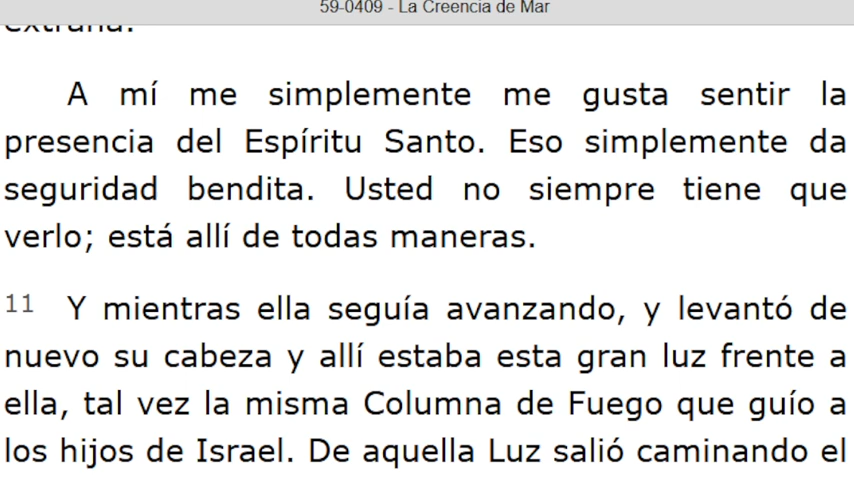 59-0409 - La Creencia de Mar
extraña.
A mí me simplemente me gusta sentir la
presencia del Espíritu Santo. Eso simplemente da
seguridad bendita. Usted no siempre tiene que
verlo; está allí de todas maneras.
11 Y mientras ella seguía avanzando, y levantó de
nuevo su cabeza y allí estaba esta gran luz frente a
ella, tal vez la misma Columna de Fuego que guío a
los hijos de Israel. De aquella Luz salió caminando el